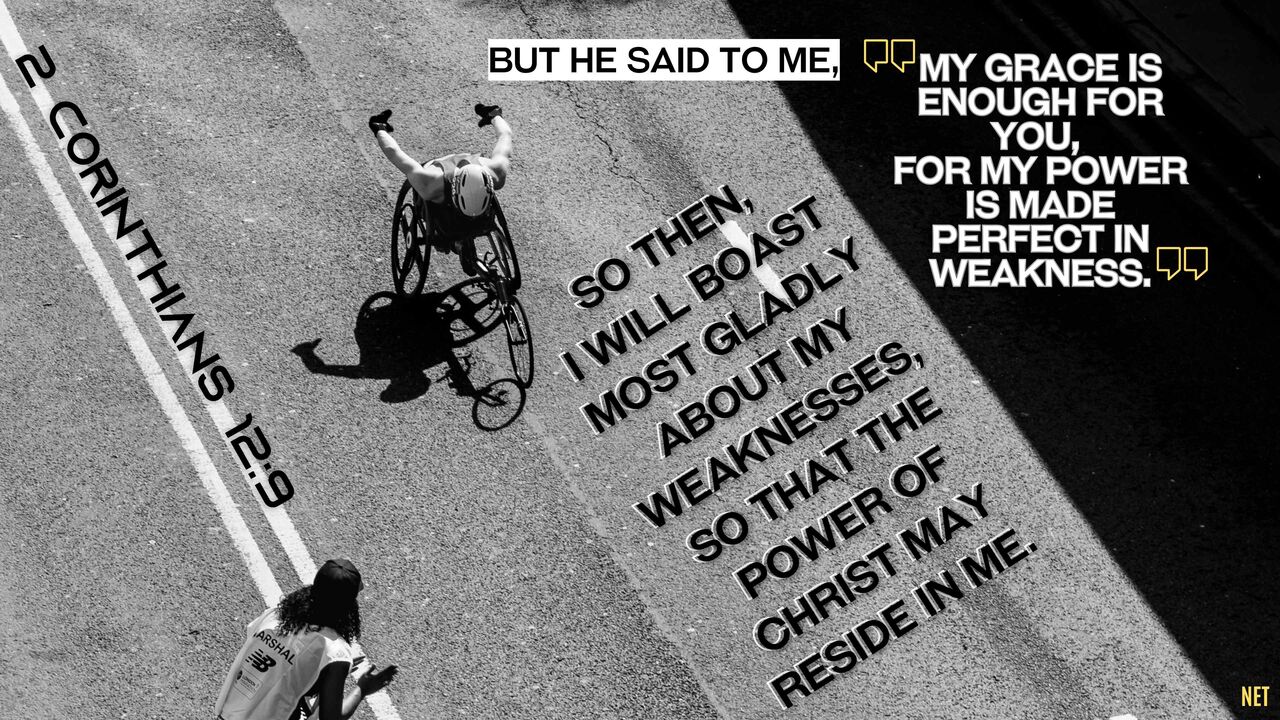 2 CORINTHIANS 12:9
BUT HE SAID TO ME,
MY GRACE IS
ENOUGH FOR
YOU,
FOR MY POWER
IS MADE
PERFECT IN
WEAKNESS.
SO THEN,
I WILL BOAST
MOST GLADLY
ABOUT MY
WEAKNESSES,
SO THAT THE
POWER OF
CHRIST MAY
RESIDE IN ME.
NET